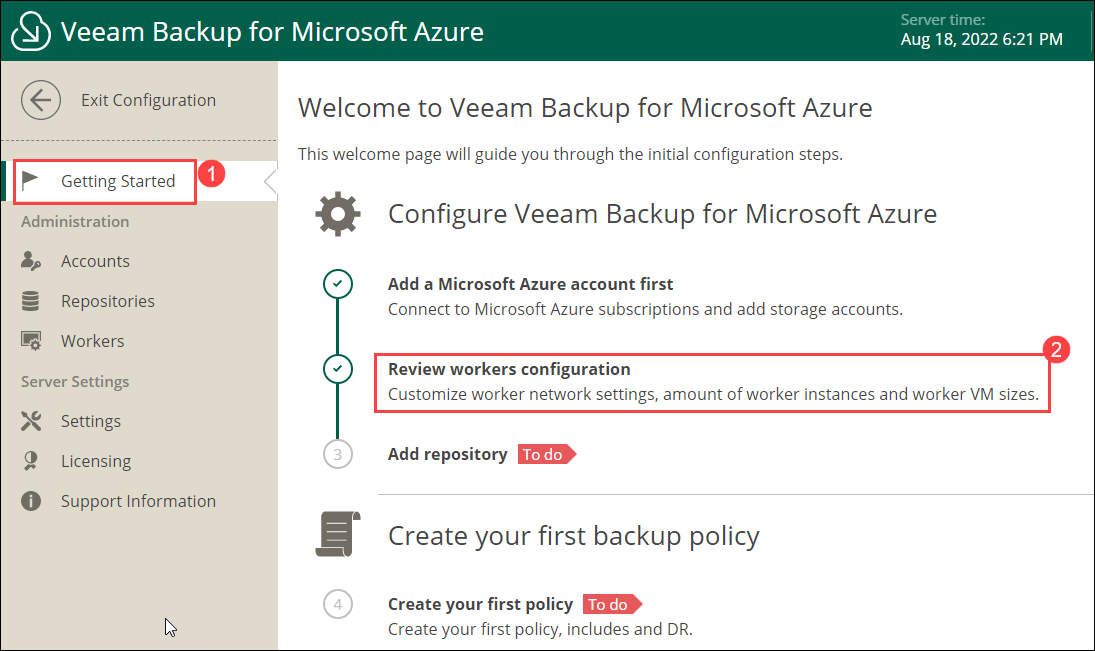 Veeam Backup for Microsoft Azure
Server time:
Aug 18, 2022 6:21 PM
Exit Configuration
Getting Started
1
Administration
Accounts
Repositories
Workers
Server Settings
Settings
Licensing
Support Information
Welcome to Veeam Backup for Microsoft Azure
This welcome page will guide you through the initial configuration steps.
Configure Veeam Backup for Microsoft Azure
Add a Microsoft Azure account first
Connect to Microsoft Azure subscriptions and add storage accounts.
2
Review workers configuration
Customize worker network settings, amount of worker instances and worker VM sizes.
3 Add repository To do
Create your first backup policy
4 Create your first policy To do
Create your first policy, includes and DR.